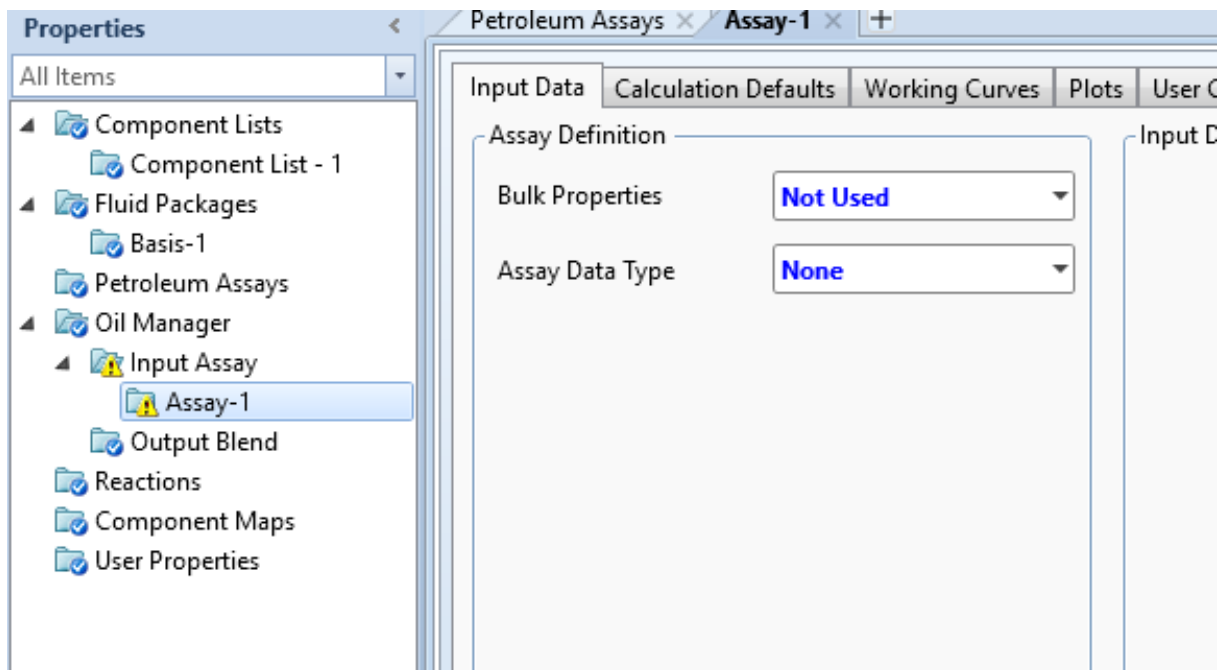 Properties
All Items
Component Lists
Component List - 1
Fluid Packages
Basis-1
Petroleum Assays
Oil Manager
Input Assay
Assay-1
Output Blend
Reactions
Component Maps
User Properties
Petroleum Assays Assay-1 +
Input Data Calculation Defaults Working Curves Plots User
Assay Definition Input
Bulk Properties Not Used
Assay Data Type None